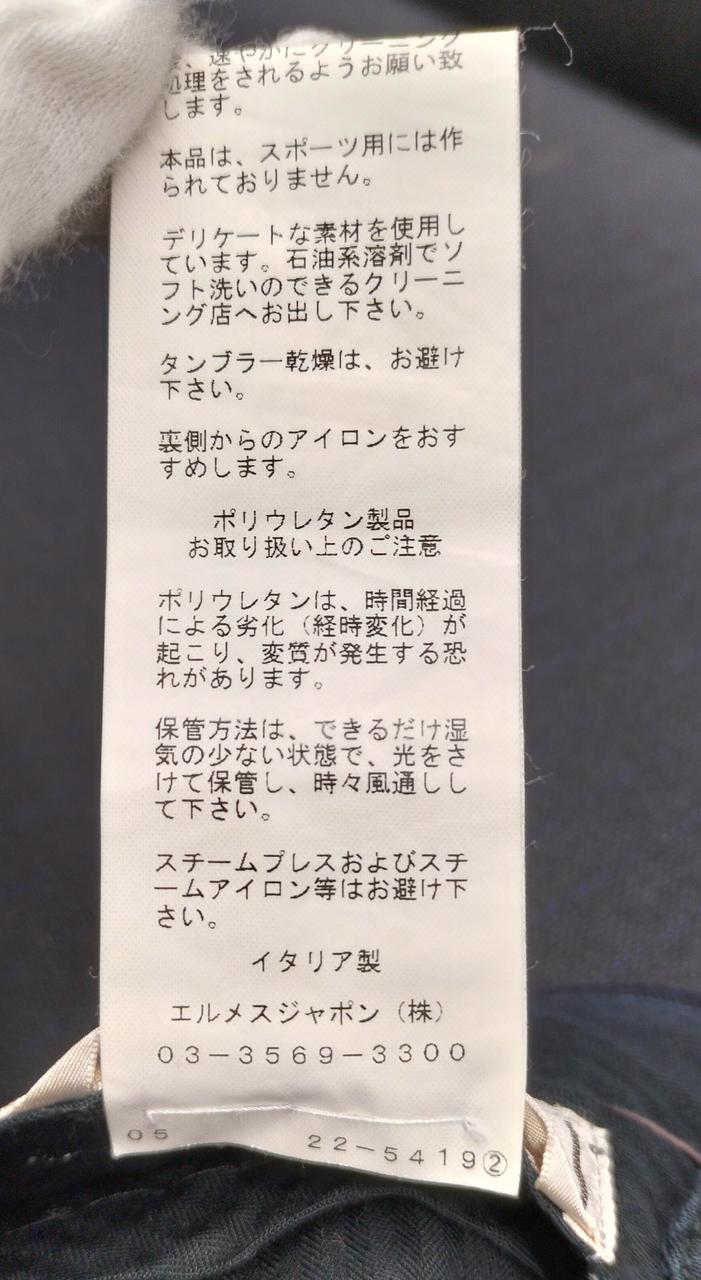 、速やかにクリーニング
処理をされるようお願い致
します。
本品は、スポーツ用には作
られておりません。
デリケートな素材を使用し
ています。石油系溶剤でソ
フト洗いのできるクリーニ
ング店へお出し下さい。
タンブラー乾燥は、お避け
下さい。
裏側からのアイロンをおす
すめします。
ポリウレタン製品
お取り扱い上のご注意
ポリウレタンは、時間経過
による劣化（経時変化）が
起こり、変質が発生する恐
れがあります。
保管方法は、できるだけ湿
気の少ない状態で、光をさ
けて保管し、時々風通しし
て下さい。
スチームプレスおよびスチ
ームアイロン等はお避け下
さい。
イタリア製
エルメスジャポン（株）
03－3569－3300
05 22－5419②